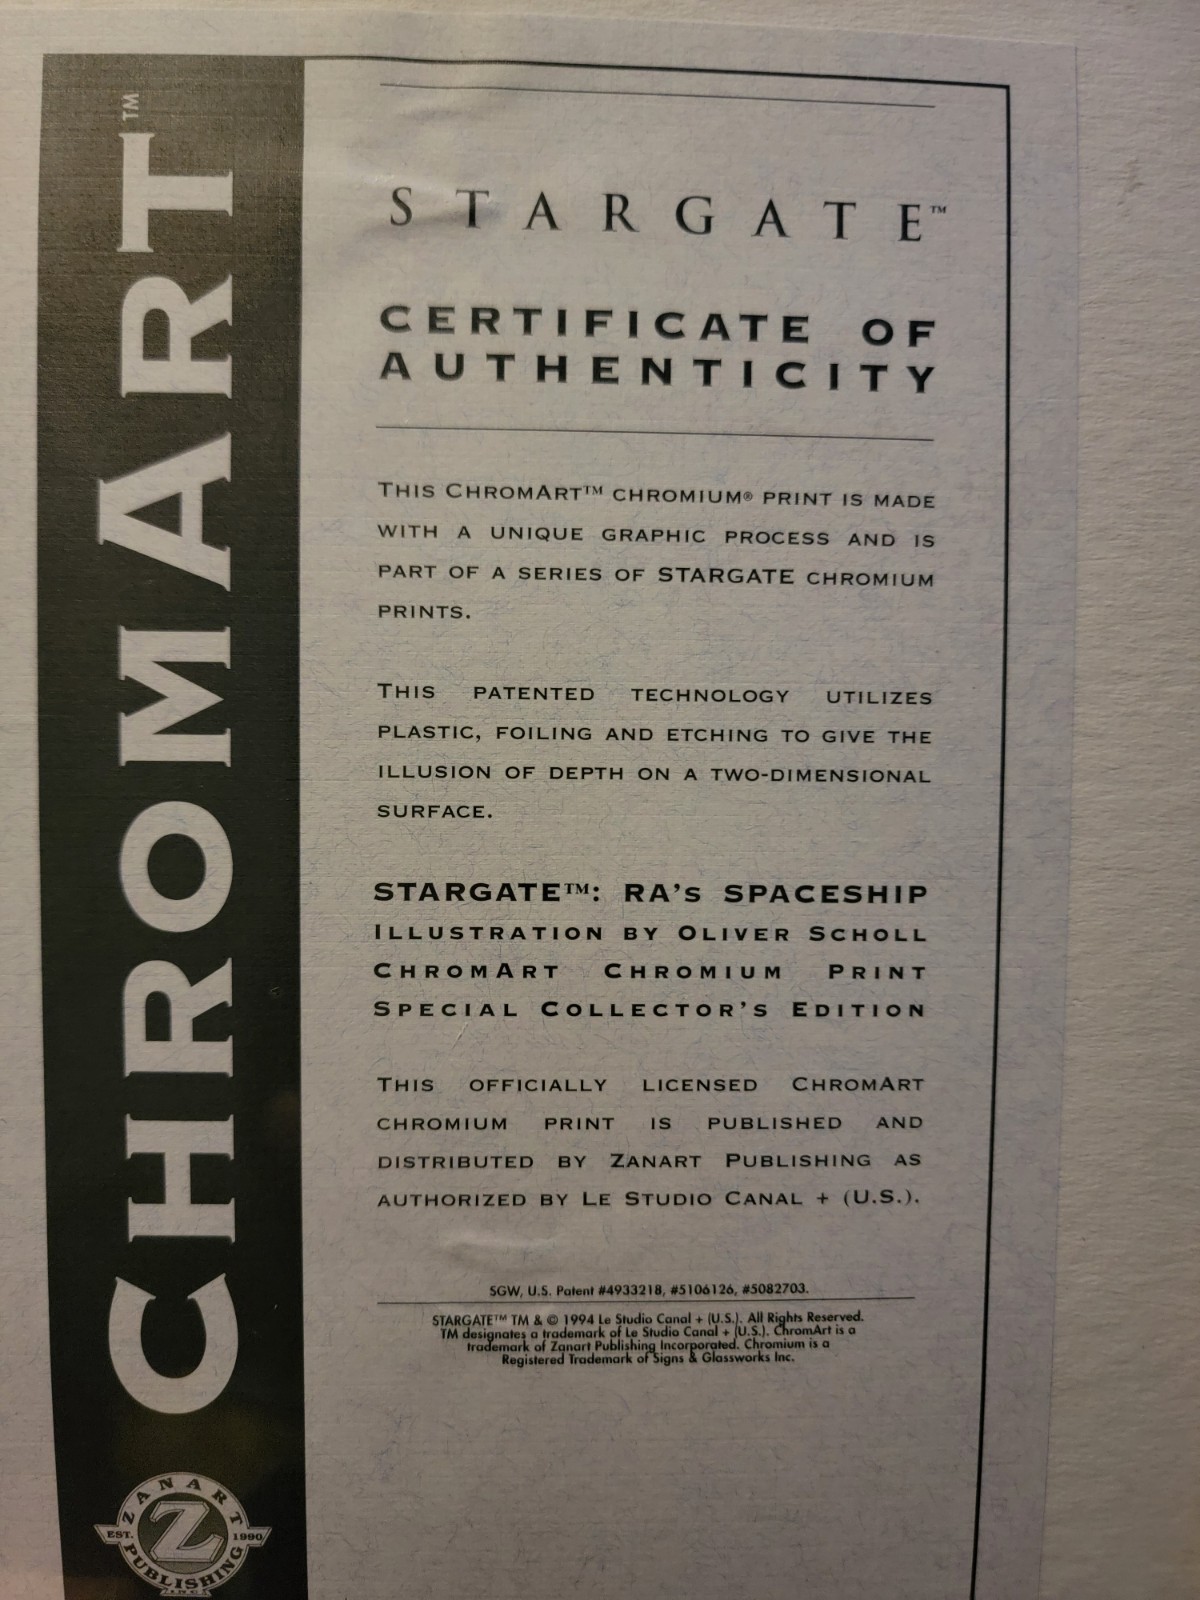 CHROMART™
STARGATE™
CERTIFICATE OF
AUTHENTICITY
THIS CHROMART™ CHROMIUM® PRINT IS MADE
WITH A UNIQUE GRAPHIC PROCESS AND IS
PART OF A SERIES OF STARGATE CHROMIUM
PRINTS.
THIS PATENTED TECHNOLOGY UTILIZES
PLASTIC, FOILING AND ETCHING TO GIVE THE
ILLUSION OF DEPTH ON A TWO-DIMENSIONAL
SURFACE.
STARGATE™: RA's SPACESHIP
ILLUSTRATION BY OLIVER SCHOLL
CHROMART CHROMIUM PRINT
SPECIAL COLLECTOR'S EDITION
THIS OFFICIALLY LICENSED CHROMART
CHROMIUM PRINT IS PUBLISHED AND
DISTRIBUTED BY ZANART PUBLISHING AS
AUTHORIZED BY LE STUDIO CANAL + (U.S.).
SGW, U.S. Patent #4933218, #5106126, #5082703.
STARGATE™ TM & © 1994 Le Studio Canal + (U.S.). All Rights Reserved.
TM designates a trademark of Le Studio Canal + (U.S.). ChromArt is a
trademark of Zanart Publishing Incorporated. Chromium is a
Registered Trademark of Signs & Glassworks Inc.
ZANART
EST. Z 1990
PUBLISHING
INC.